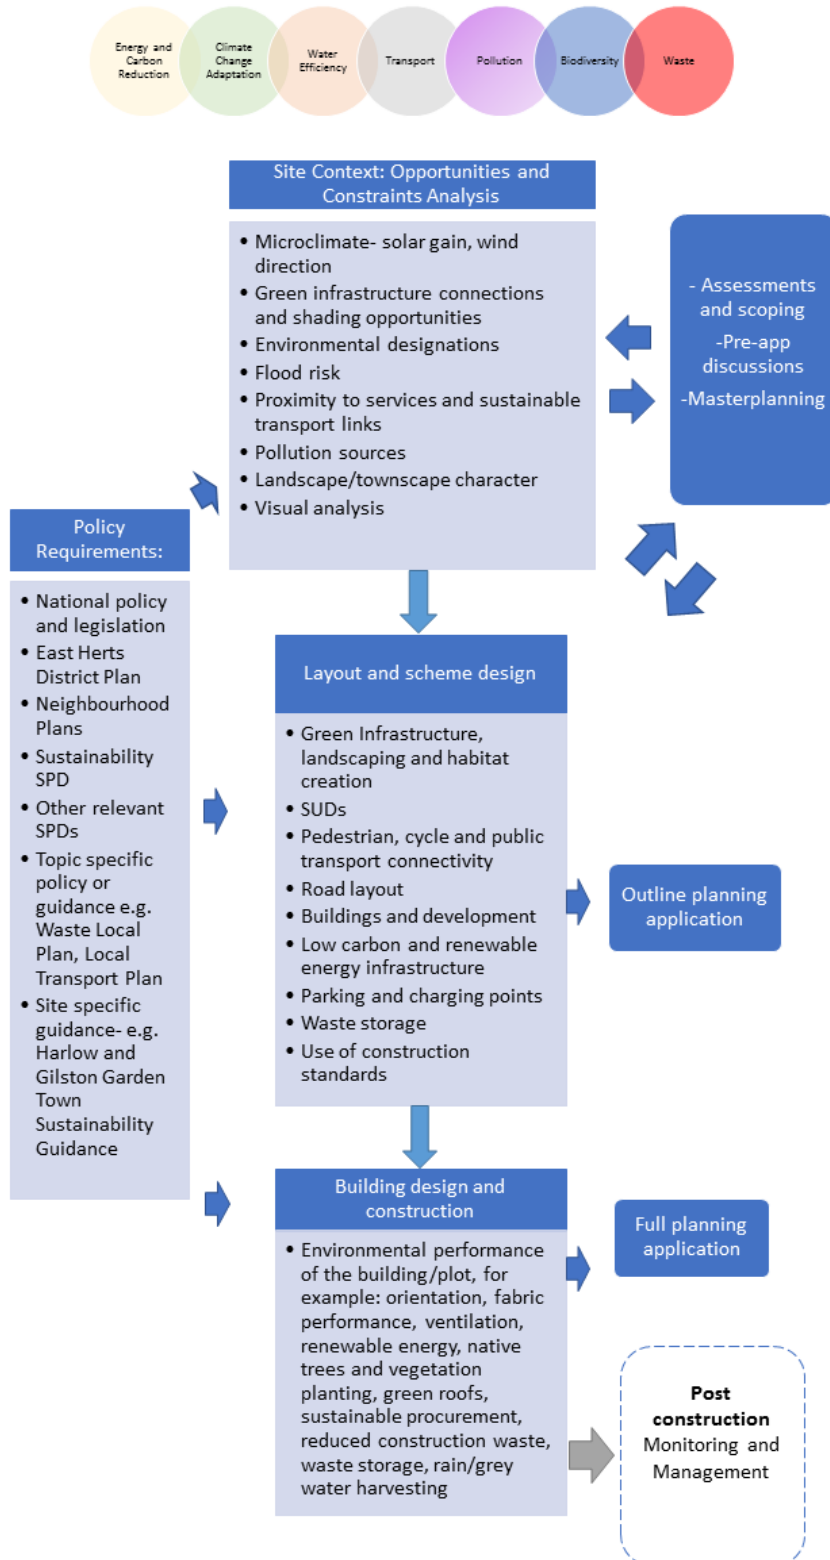 Energy and
Carbon
Reduction
Climate
Change
Adaptation
Water
Efficiency
Transport
Pollution
Biodiversity
Waste
Site Context: Opportunities and
Constraints Analysis
• Microclimate- solar gain, wind
direction
• Green infrastructure connections
and shading opportunities
• Environmental designations
• Flood risk
• Proximity to services and sustainable
transport links
• Pollution sources
• Landscape/townscape character
• Visual analysis
- Assessments
and scoping
-Pre-app
discussions
-Masterplanning
Policy
Requirements:
• National policy
and legislation
• East Herts
District Plan
• Neighbourhood
Plans
• Sustainability
SPD
• Other relevant
SPDs
• Topic specific
policy or
guidance e.g.
Waste Local
Plan, Local
Transport Plan
• Site specific
guidance- e.g.
Harlow and
Gilston Garden
Town
Sustainability
Guidance
Layout and scheme design
• Green Infrastructure,
landscaping and habitat
creation
• SUDs
• Pedestrian, cycle and public
transport connectivity
• Road layout
• Buildings and development
• Low carbon and renewable
energy infrastructure
• Parking and charging points
• Waste storage
• Use of construction
standards
Outline planning
application
Building design and
construction
• Environmental performance
of the building/plot, for
example: orientation, fabric
performance, ventilation,
renewable energy, native
trees and vegetation
planting, green roofs,
sustainable procurement,
reduced construction waste,
waste storage, rain/grey
water harvesting
Full planning
application
Post
construction
Monitoring and
Management